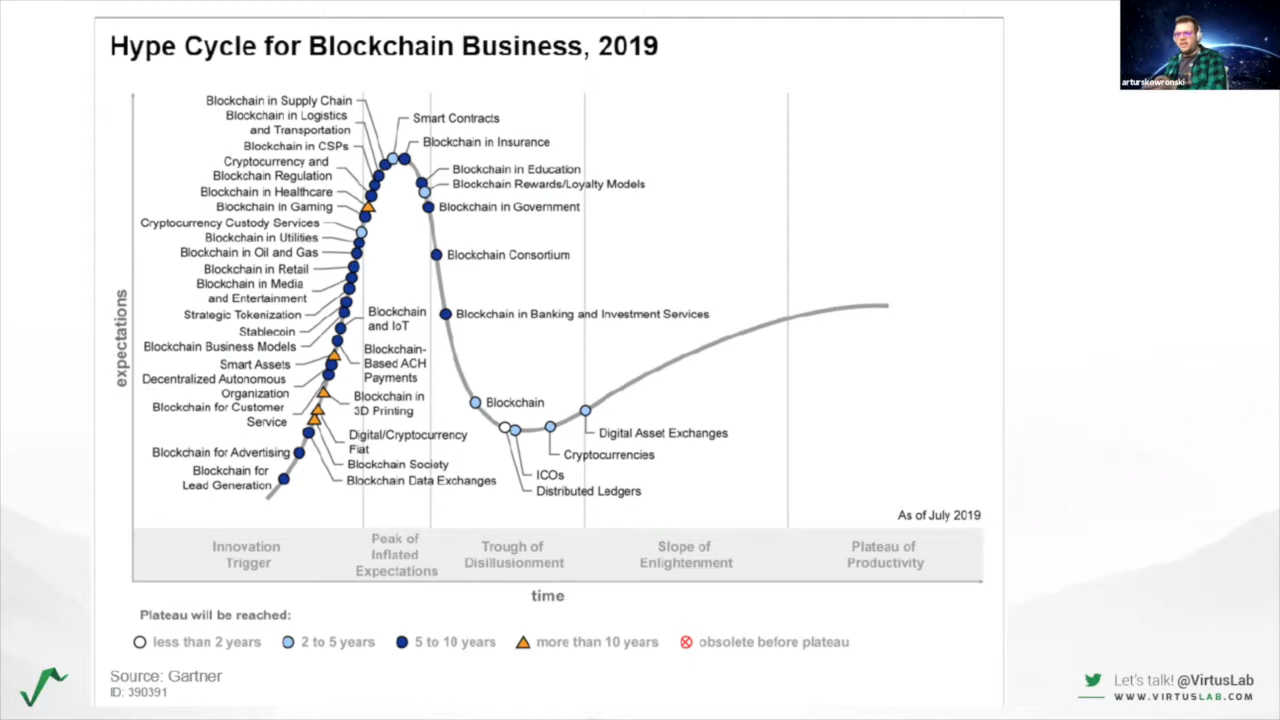 Hype Cycle for Blockchain Business, 2019
arturskowronski
Blockchain in Supply Chain
Blockchain in Logistics
and Transportation
Blockchain in CSPs
Cryptocurrency and
Blockchain Regulation
Blockchain in Healthcare
Blockchain in Gaming
Cryptocurrency Custody Services
Blockchain in Utilities
Blockchain in Oil and Gas
Blockchain in Retail
Blockchain in Media
and Entertainment
Strategic Tokenization
Stablecoin
Blockchain Business Models
Smart Assets
Decentralized Autonomous
Organization
Blockchain for Customer
Service
Blockchain for Advertising
Blockchain for
Lead Generation
Blockchain
and IoT
Blockchain-
Based ACH
Payments
Blockchain in
3D Printing
Digital/Cryptocurrency
Fiat
Blockchain Society
Blockchain Data Exchanges
Smart Contracts
Blockchain in Insurance
Blockchain in Education
Blockchain Rewards/Loyalty Models
Blockchain in Government
Blockchain Consortium
Blockchain in Banking and Investment Services
Blockchain
Digital Asset Exchanges
Cryptocurrencies
ICOs
Distributed Ledgers
expectations
As of July 2019
Innovation
Trigger
Peak of
Inflated
Expectations
Trough of
Disillusionment
Slope of
Enlightenment
Plateau of
Productivity
time
Plateau will be reached:
less than 2 years
2 to 5 years
5 to 10 years
more than 10 years
obsolete before plateau
Source: Gartner
ID: 390391
Let's talk! @VirtusLab
WWW.VIRTUSLAB.COM